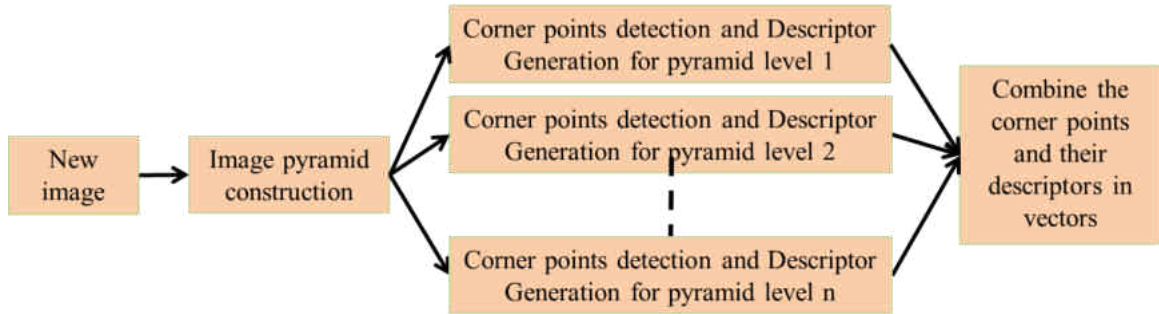 New
image
Image pyramid
construction
Corner points detection and Descriptor
Generation for pyramid level 1
Corner points detection and Descriptor
Generation for pyramid level 2
Corner points detection and Descriptor
Generation for pyramid level n
Combine the
corner points
and their
descriptors in
vectors